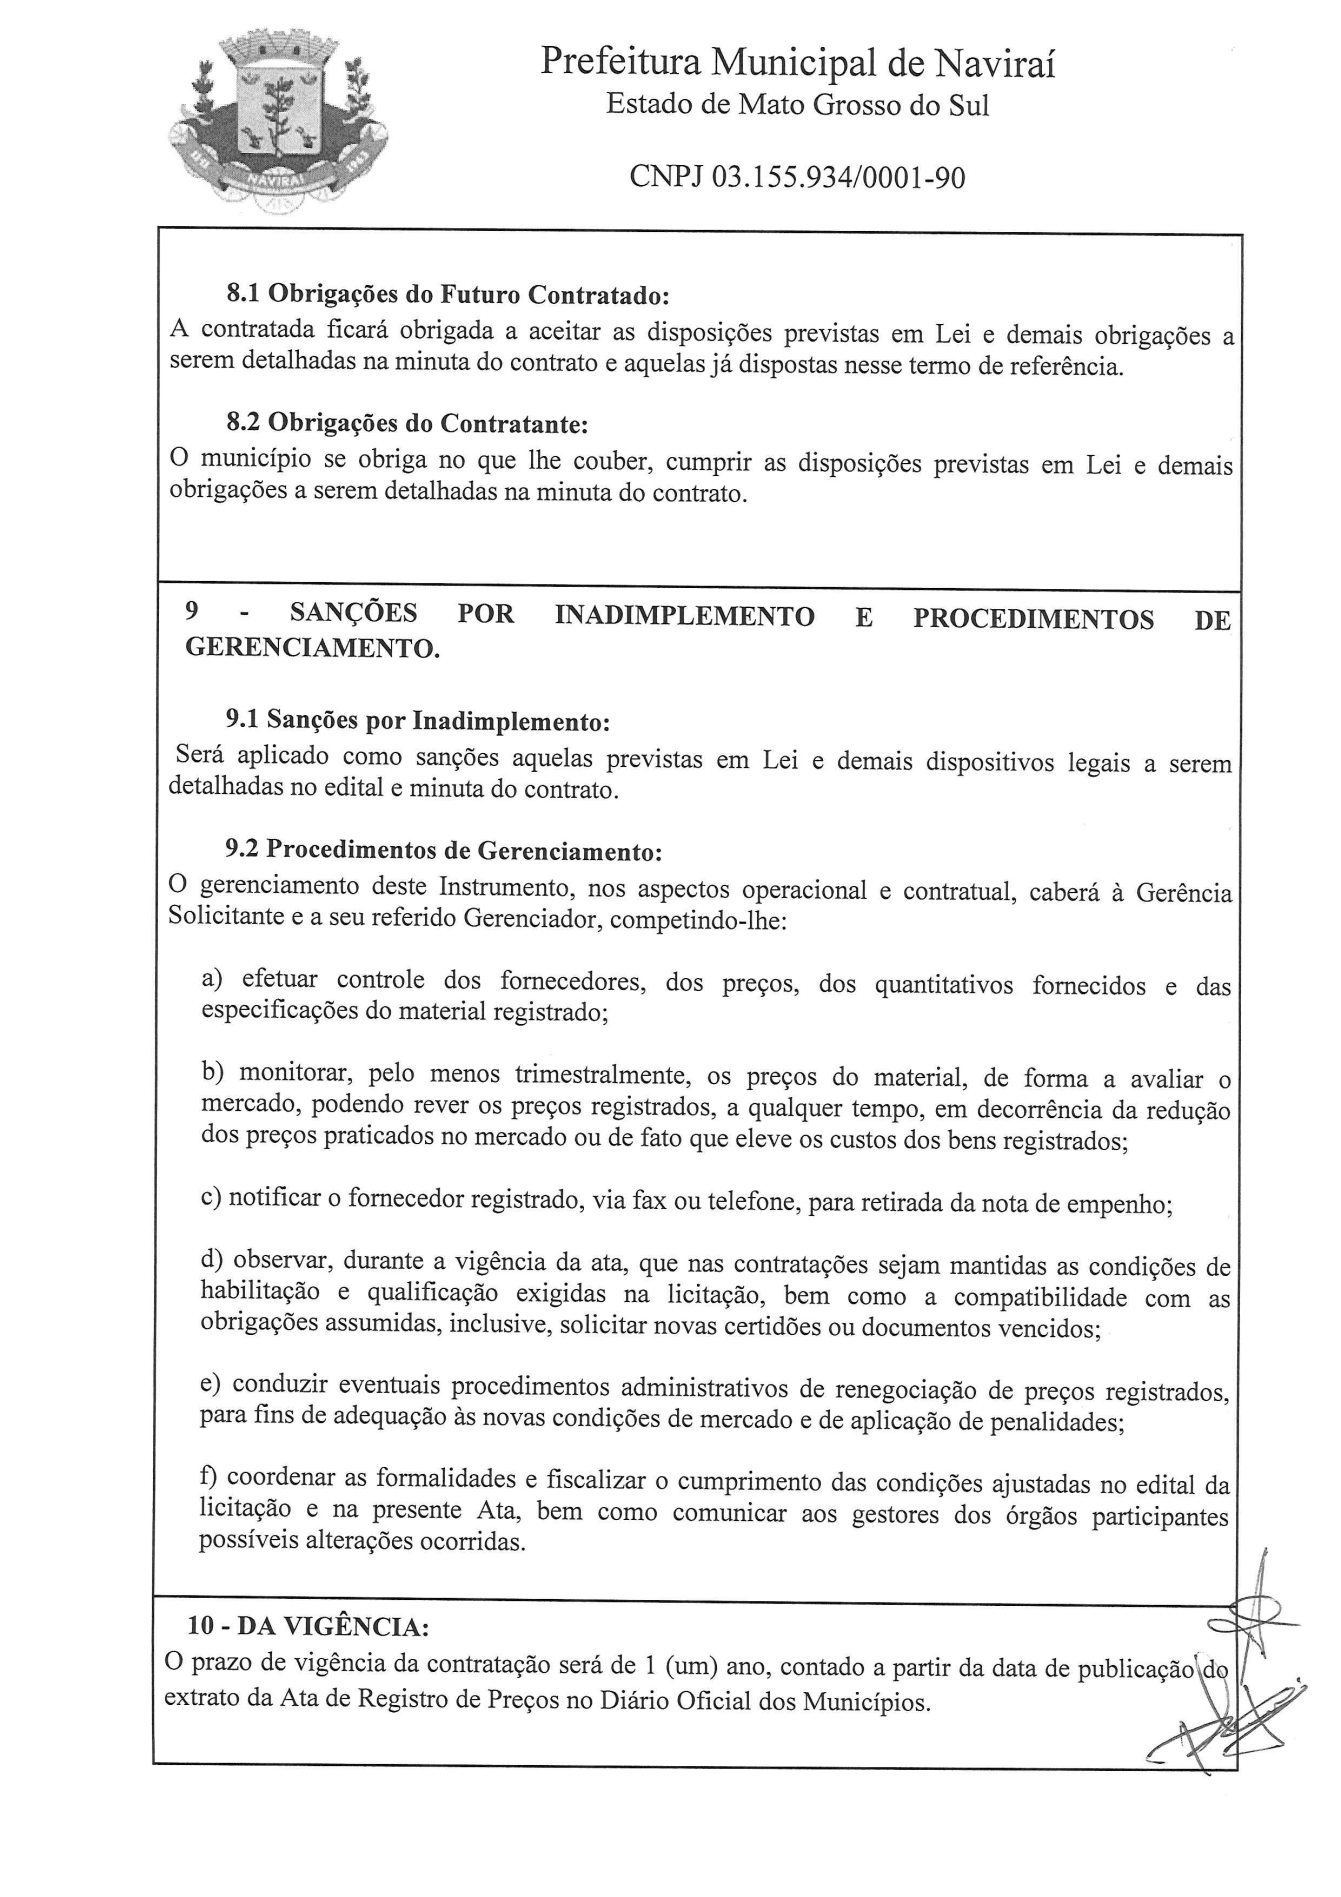 Prefeitura Municipal de Naviraí
Estado de Mato Grosso do Sul
CNPJ 03.155.934/0001-90
NAVIRAÍ
1963
8.1 Obrigações do Futuro Contratado:
A contratada ficará obrigada a aceitar as disposições previstas em Lei e demais obrigações a
serem detalhadas na minuta do contrato e aquelas já dispostas nesse termo de referência.
8.2 Obrigações do Contratante:
O município se obriga no que lhe couber, cumprir as disposições previstas em Lei e demais
obrigações a serem detalhadas na minuta do contrato.
9 - SANÇÕES POR INADIMPLEMENTO E PROCEDIMENTOS DE
GERENCIAMENTO.
9.1 Sanções por Inadimplemento:
Será aplicado como sanções aquelas previstas em Lei e demais dispositivos legais a serem
detalhadas no edital e minuta do contrato.
9.2 Procedimentos de Gerenciamento:
O gerenciamento deste Instrumento, nos aspectos operacional e contratual, caberá à Gerência
Solicitante e a seu referido Gerenciador, competindo-lhe:
a) efetuar controle dos fornecedores, dos preços, dos quantitativos fornecidos e das
especificações do material registrado;
b) monitorar, pelo menos trimestralmente, os preços do material, de forma a avaliar o
mercado, podendo rever os preços registrados, a qualquer tempo, em decorrência da redução
dos preços praticados no mercado ou de fato que eleve os custos dos bens registrados;
c) notificar o fornecedor registrado, via fax ou telefone, para retirada da nota de empenho;
d) observar, durante a vigência da ata, que nas contratações sejam mantidas as condições de
habilitação e qualificação exigidas na licitação, bem como a compatibilidade com as
obrigações assumidas, inclusive, solicitar novas certidões ou documentos vencidos;
e) conduzir eventuais procedimentos administrativos de renegociação de preços registrados,
para fins de adequação às novas condições de mercado e de aplicação de penalidades;
f) coordenar as formalidades e fiscalizar o cumprimento das condições ajustadas no edital da
licitação e na presente Ata, bem como comunicar aos gestores dos órgãos participantes
possíveis alterações ocorridas.
10 - DA VIGÊNCIA:
O prazo de vigência da contratação será de 1 (um) ano, contado a partir da data de publicação do
extrato da Ata de Registro de Preços no Diário Oficial dos Municípios.